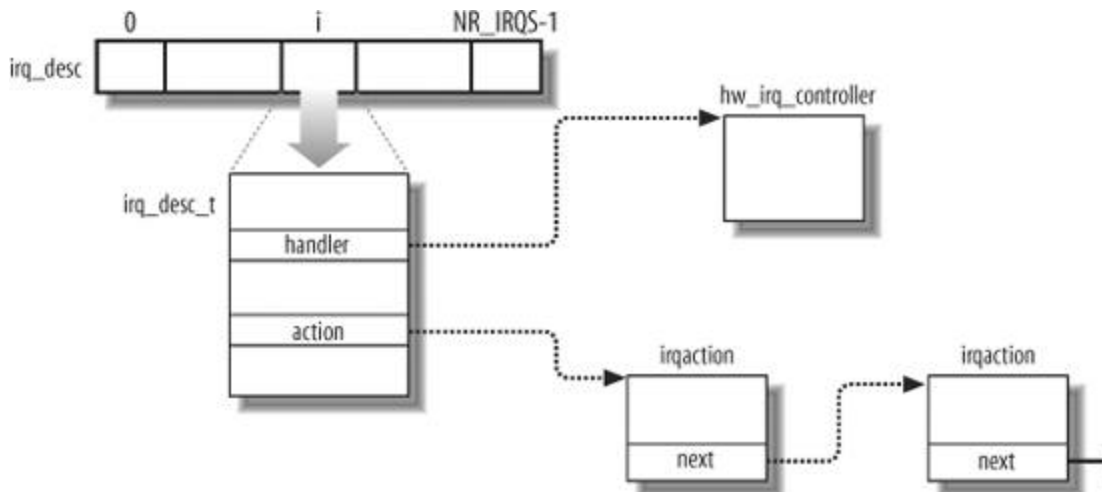 0 i NR_IRQS-1
irq_desc
hw_irq_controller
irq_desc_t
handler
action
irqaction irqaction
next next